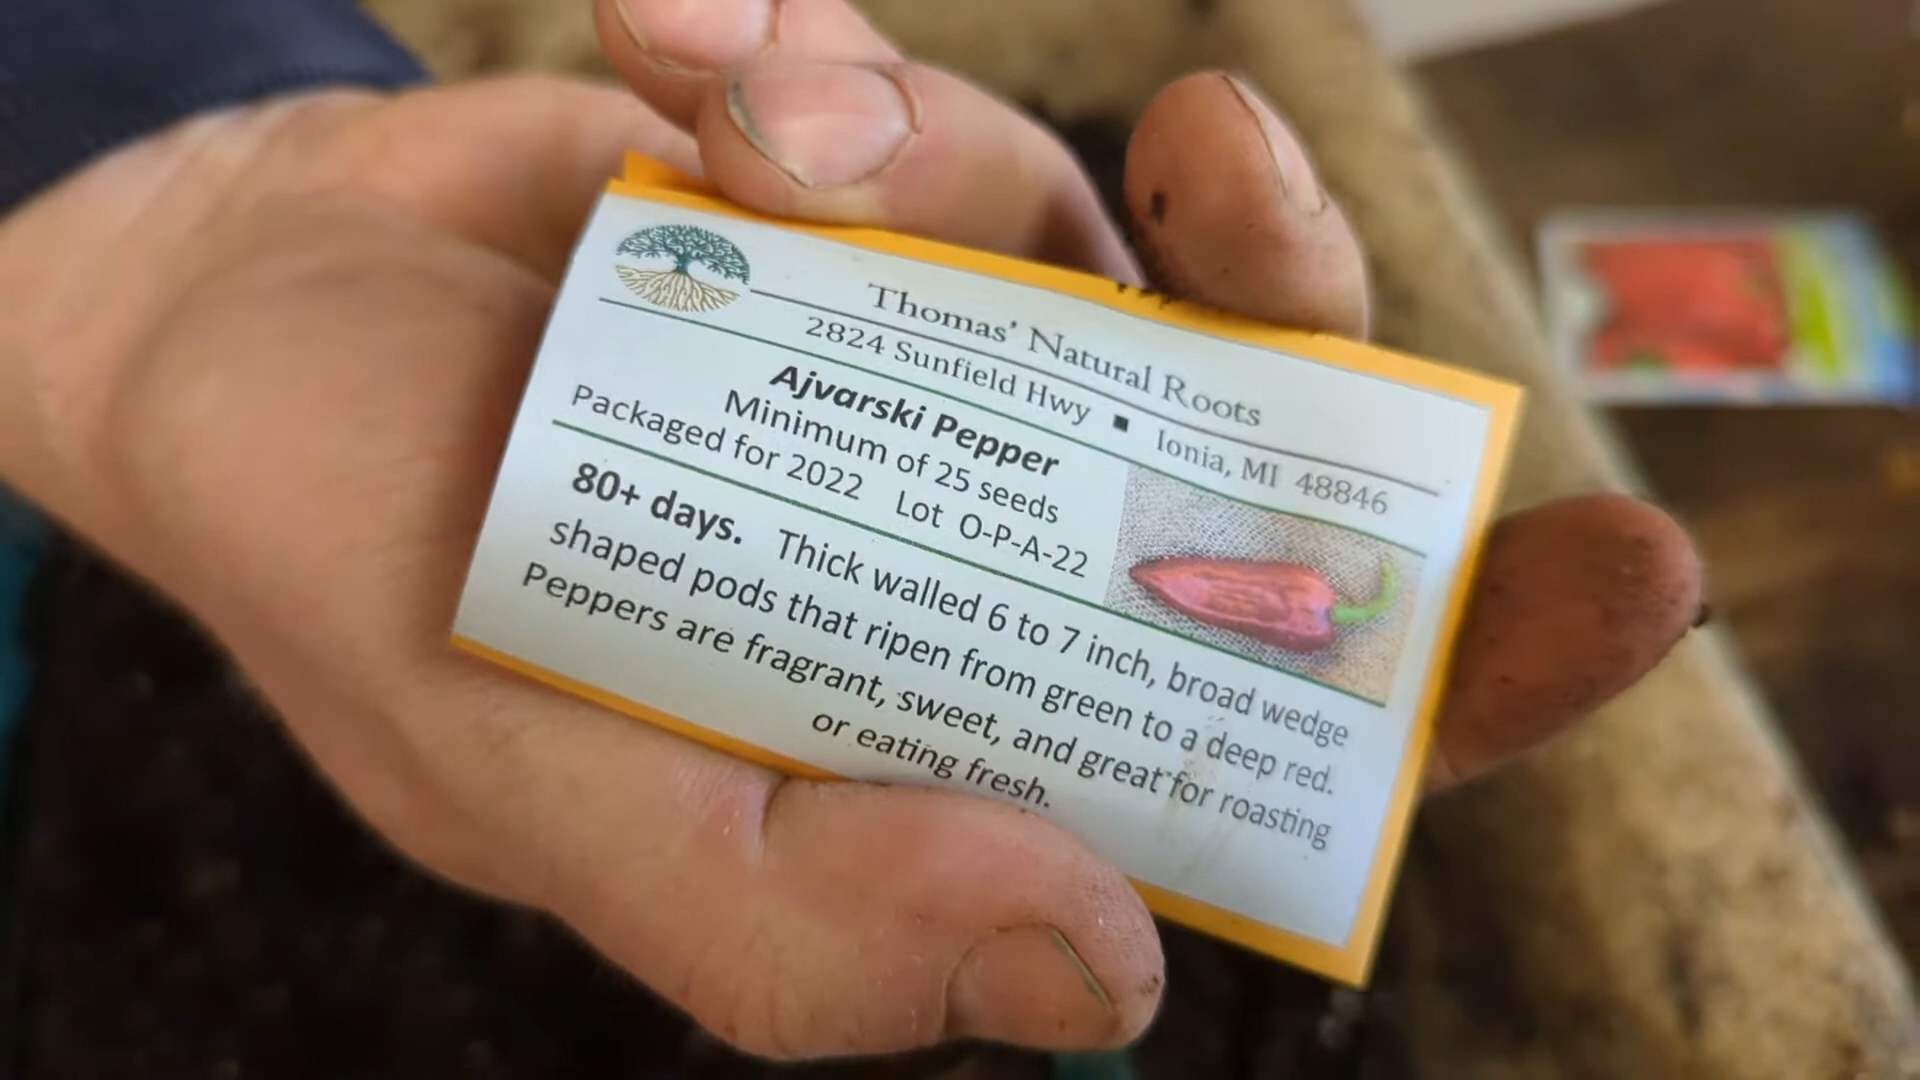 Thomas' Natural Roots
2824 Sunfield Hwy ▪ Ionia, MI 48846
Ajvarski Pepper
Minimum of 25 seeds
Packaged for 2022 Lot O-P-A-22
80+ days. Thick walled 6 to 7 inch, broad wedge
shaped pods that ripen from green to a deep red.
Peppers are fragrant, sweet, and great for roasting
or eating fresh.